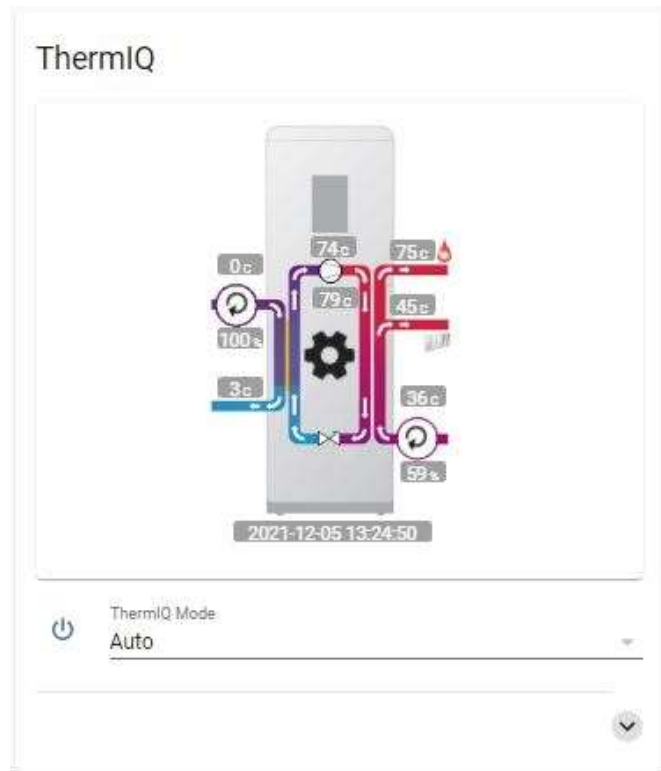 ThermIQ
74c
75c
0c
79c
45c
100%
3c
36c
59%
2021-12-05 13:24:50
ThermIQ Mode
Auto